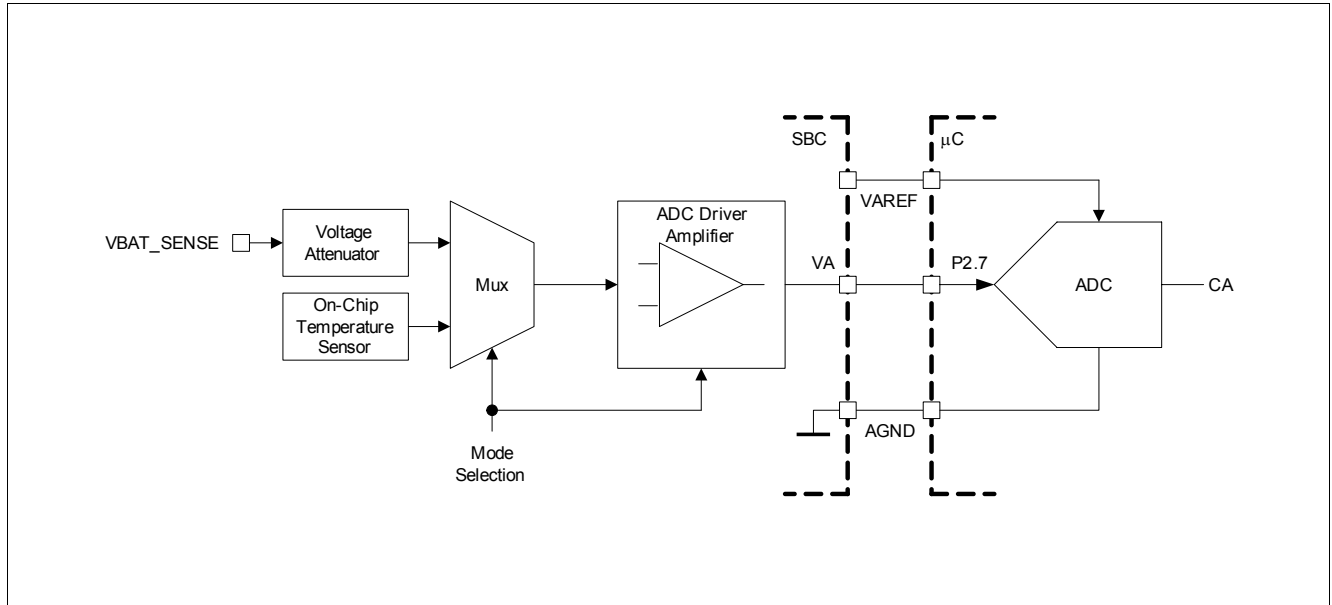 SBC
μC
VAREF
ADC Driver
Amplifier
VBAT_SENSE
Voltage
Attenuator
Mux
VA
P2.7
ADC
CA
On-Chip
Temperature
Sensor
AGND
Mode
Selection